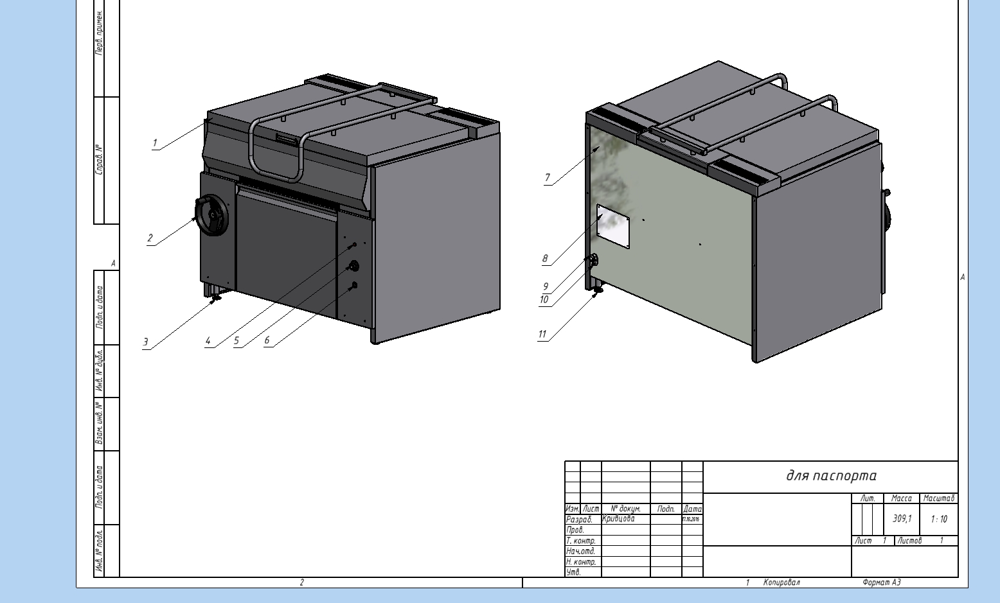 Перв. примен.
Справ. №
Подп. и дата
Инв. № дубл.
Взам. инв. №
Подп. и дата
Инв. № подл.
А
А
1
2
3
4
5
6
7
8
9
10
11
для паспорта
Лит. Масса Масштаб
309,1 1:10
Лист 1 Листов 1
Изм. Лист № докум. Подп. Дата
Разраб. Кривцова 17.10.2016
Пров.
Т. контр.
Нач.отд.
Н. контр.
Утв.
2 1 Копировал Формат А3